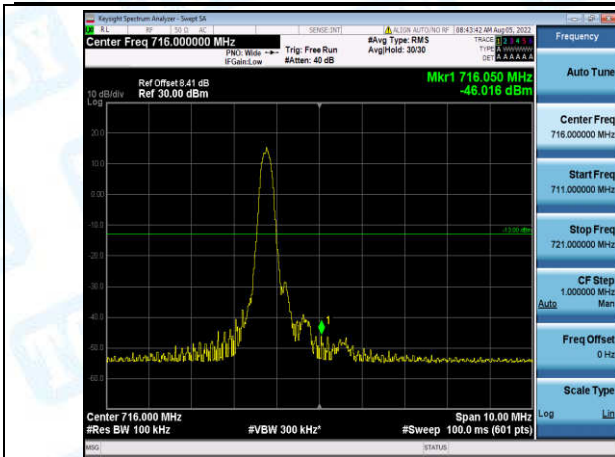 Keysight Spectrum Analyzer - Swept SA
RL RF 50 Ω AC SENSE:INT ALIGN AUTO/NO RF 08:43:42 AM Aug 05, 2022
Center Freq 716.000000 MHz
PNO: Wide
IFGain:Low
Trig: Free Run
#Atten: 40 dB
#Avg Type: RMS
Avg|Hold: 30/30
TRACE 1 2 3 4 5 6
TYPE A WWWWW
DET A A A A A A
Ref Offset 8.41 dB
Ref 30.00 dBm
10 dB/div
Log
Mkr1 716.050 MHz
-46.016 dBm
20.0
10.0
0.00
-10.0
-13.00 dBm
-20.0
-30.0
-40.0
1
-50.0
-60.0
Center 716.000 MHz
Span 10.00 MHz
#Res BW 100 kHz
#VBW 300 kHz*
#Sweep 100.0 ms (601 pts)
MSG
STATUS
Frequency
Auto Tune
Center Freq
716.000000 MHz
Start Freq
711.000000 MHz
Stop Freq
721.000000 MHz
CF Step
1.000000 MHz
Auto Man
Freq Offset
0 Hz
Scale Type
Log Lin